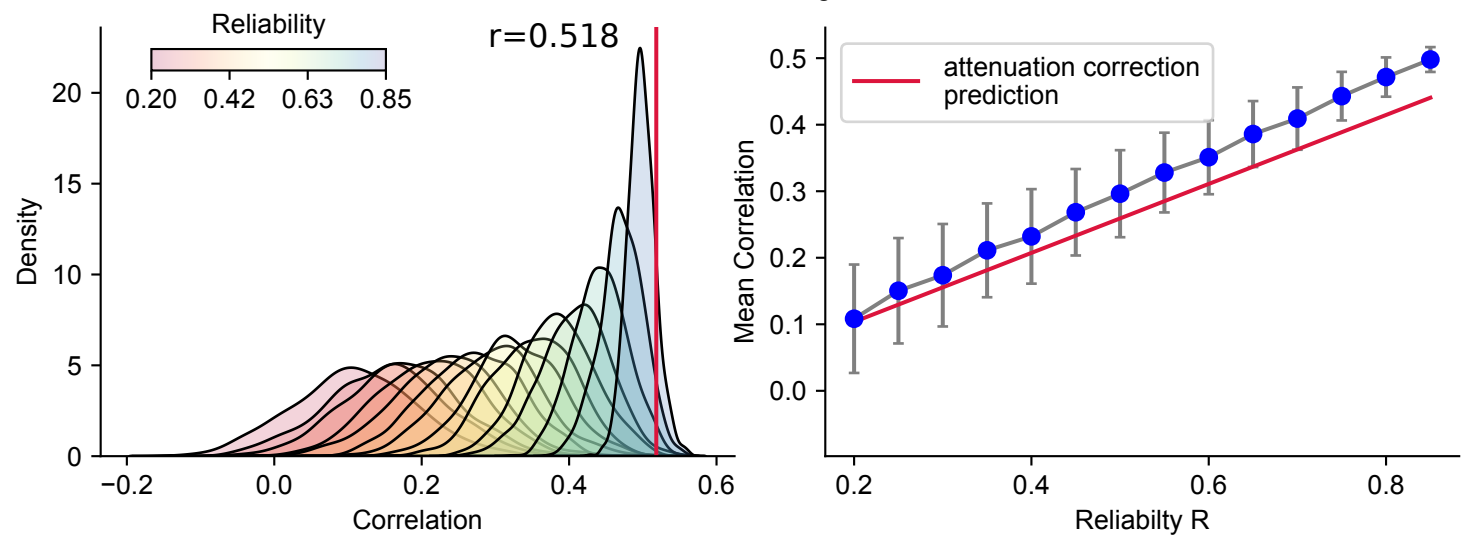 Reliability
0.20 0.42 0.63 0.85
r=0.518
Density
20
15
10
5
0
−0.2 0.0 0.2 0.4 0.6
Correlation
attenuation correction
prediction
Mean Correlation
0.5
0.4
0.3
0.2
0.1
0.0
0.2 0.4 0.6 0.8
Reliabilty R